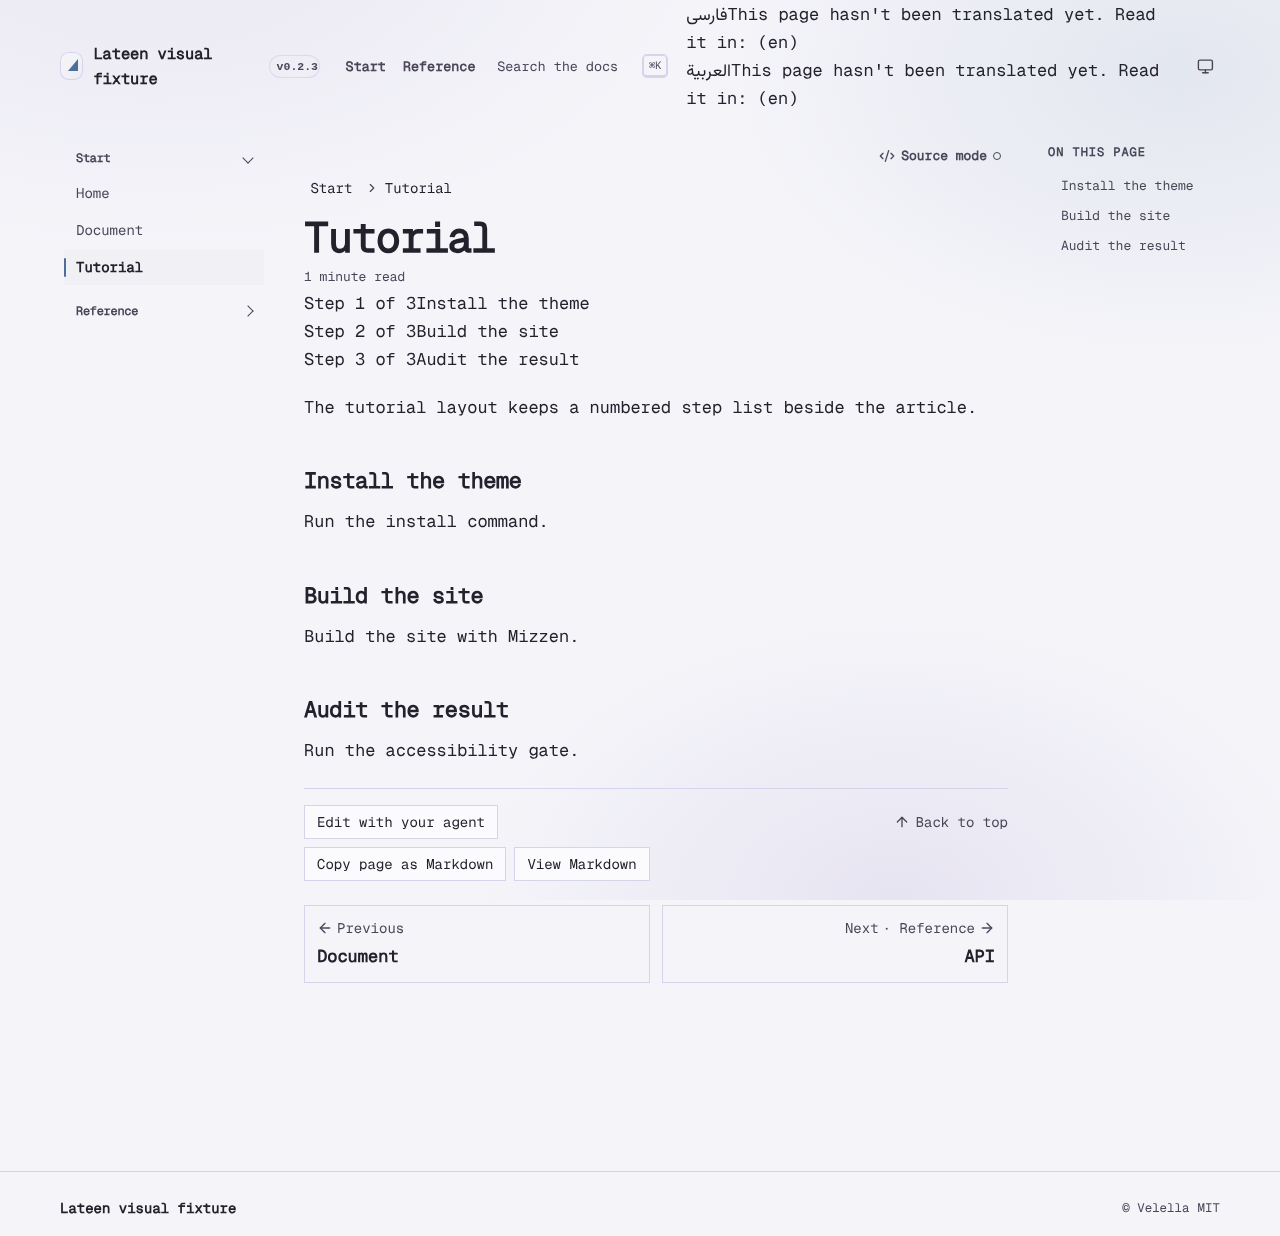 Lateen visual
fixture
v0.2.3
Start
Reference
Search the docs
⌘K
فارسیThis page hasn't been translated yet. Read
it in: (en)
العربيةThis page hasn't been translated yet. Read
it in: (en)
Start
Home
Document
Tutorial
Reference
Source mode
Start
Tutorial
Tutorial
1 minute read
Step 1 of 3Install the theme
Step 2 of 3Build the site
Step 3 of 3Audit the result
The tutorial layout keeps a numbered step list beside the article.
Install the theme
Run the install command.
Build the site
Build the site with Mizzen.
Audit the result
Run the accessibility gate.
Edit with your agent
Back to top
Copy page as Markdown
View Markdown
Previous
Document
Next · Reference
API
ON THIS PAGE
Install the theme
Build the site
Audit the result
Lateen visual fixture
© Velella MIT